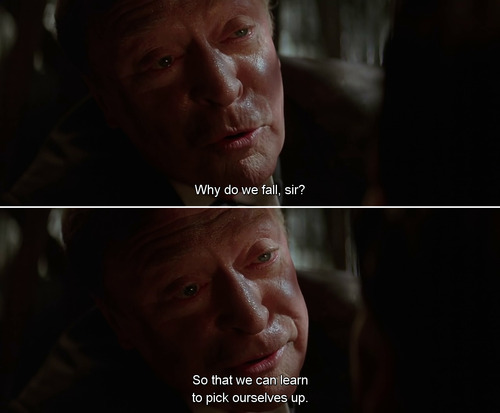 Why do we fall, sir?
So that we can learn
to pick ourselves up.